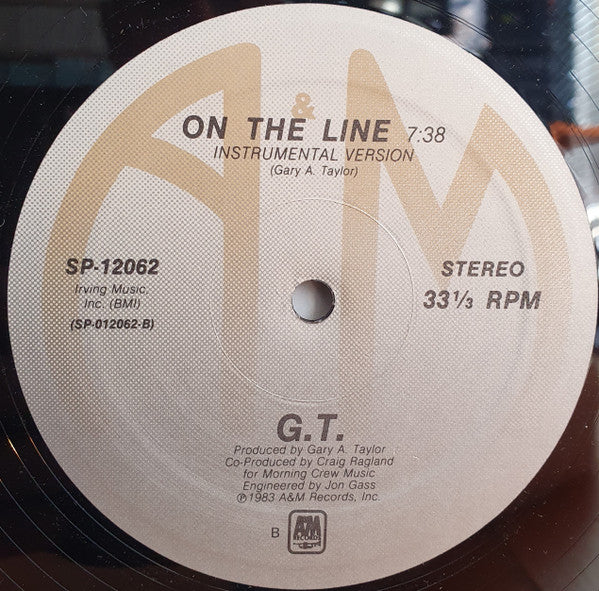 A&M
ON THE LINE 7:38
INSTRUMENTAL VERSION
(Gary A. Taylor)
SP-12062
Irving Music,
Inc. (BMI)
(SP-012062-B)
STEREO
33 1/3 RPM
G.T.
Produced by Gary A. Taylor
Co-Produced by Craig Ragland
for Morning Crew Music
Engineered by Jon Gass
℗1983 A&M Records, Inc.
B
A&M
RECORDS